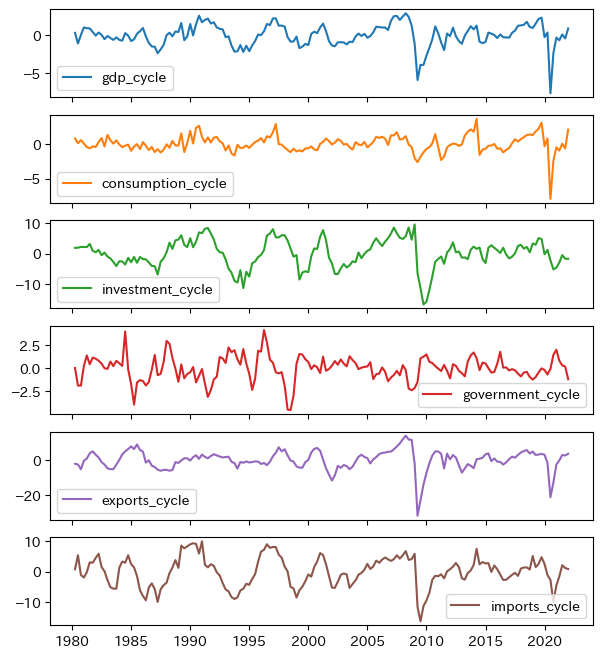 0
−5
gdp_cycle
0
−5
consumption_cycle
10
0
−10
investment_cycle
2.5
0.0
−2.5
government_cycle
0
−20
exports_cycle
10
0
−10
imports_cycle
1980 1985 1990 1995 2000 2005 2010 2015 2020